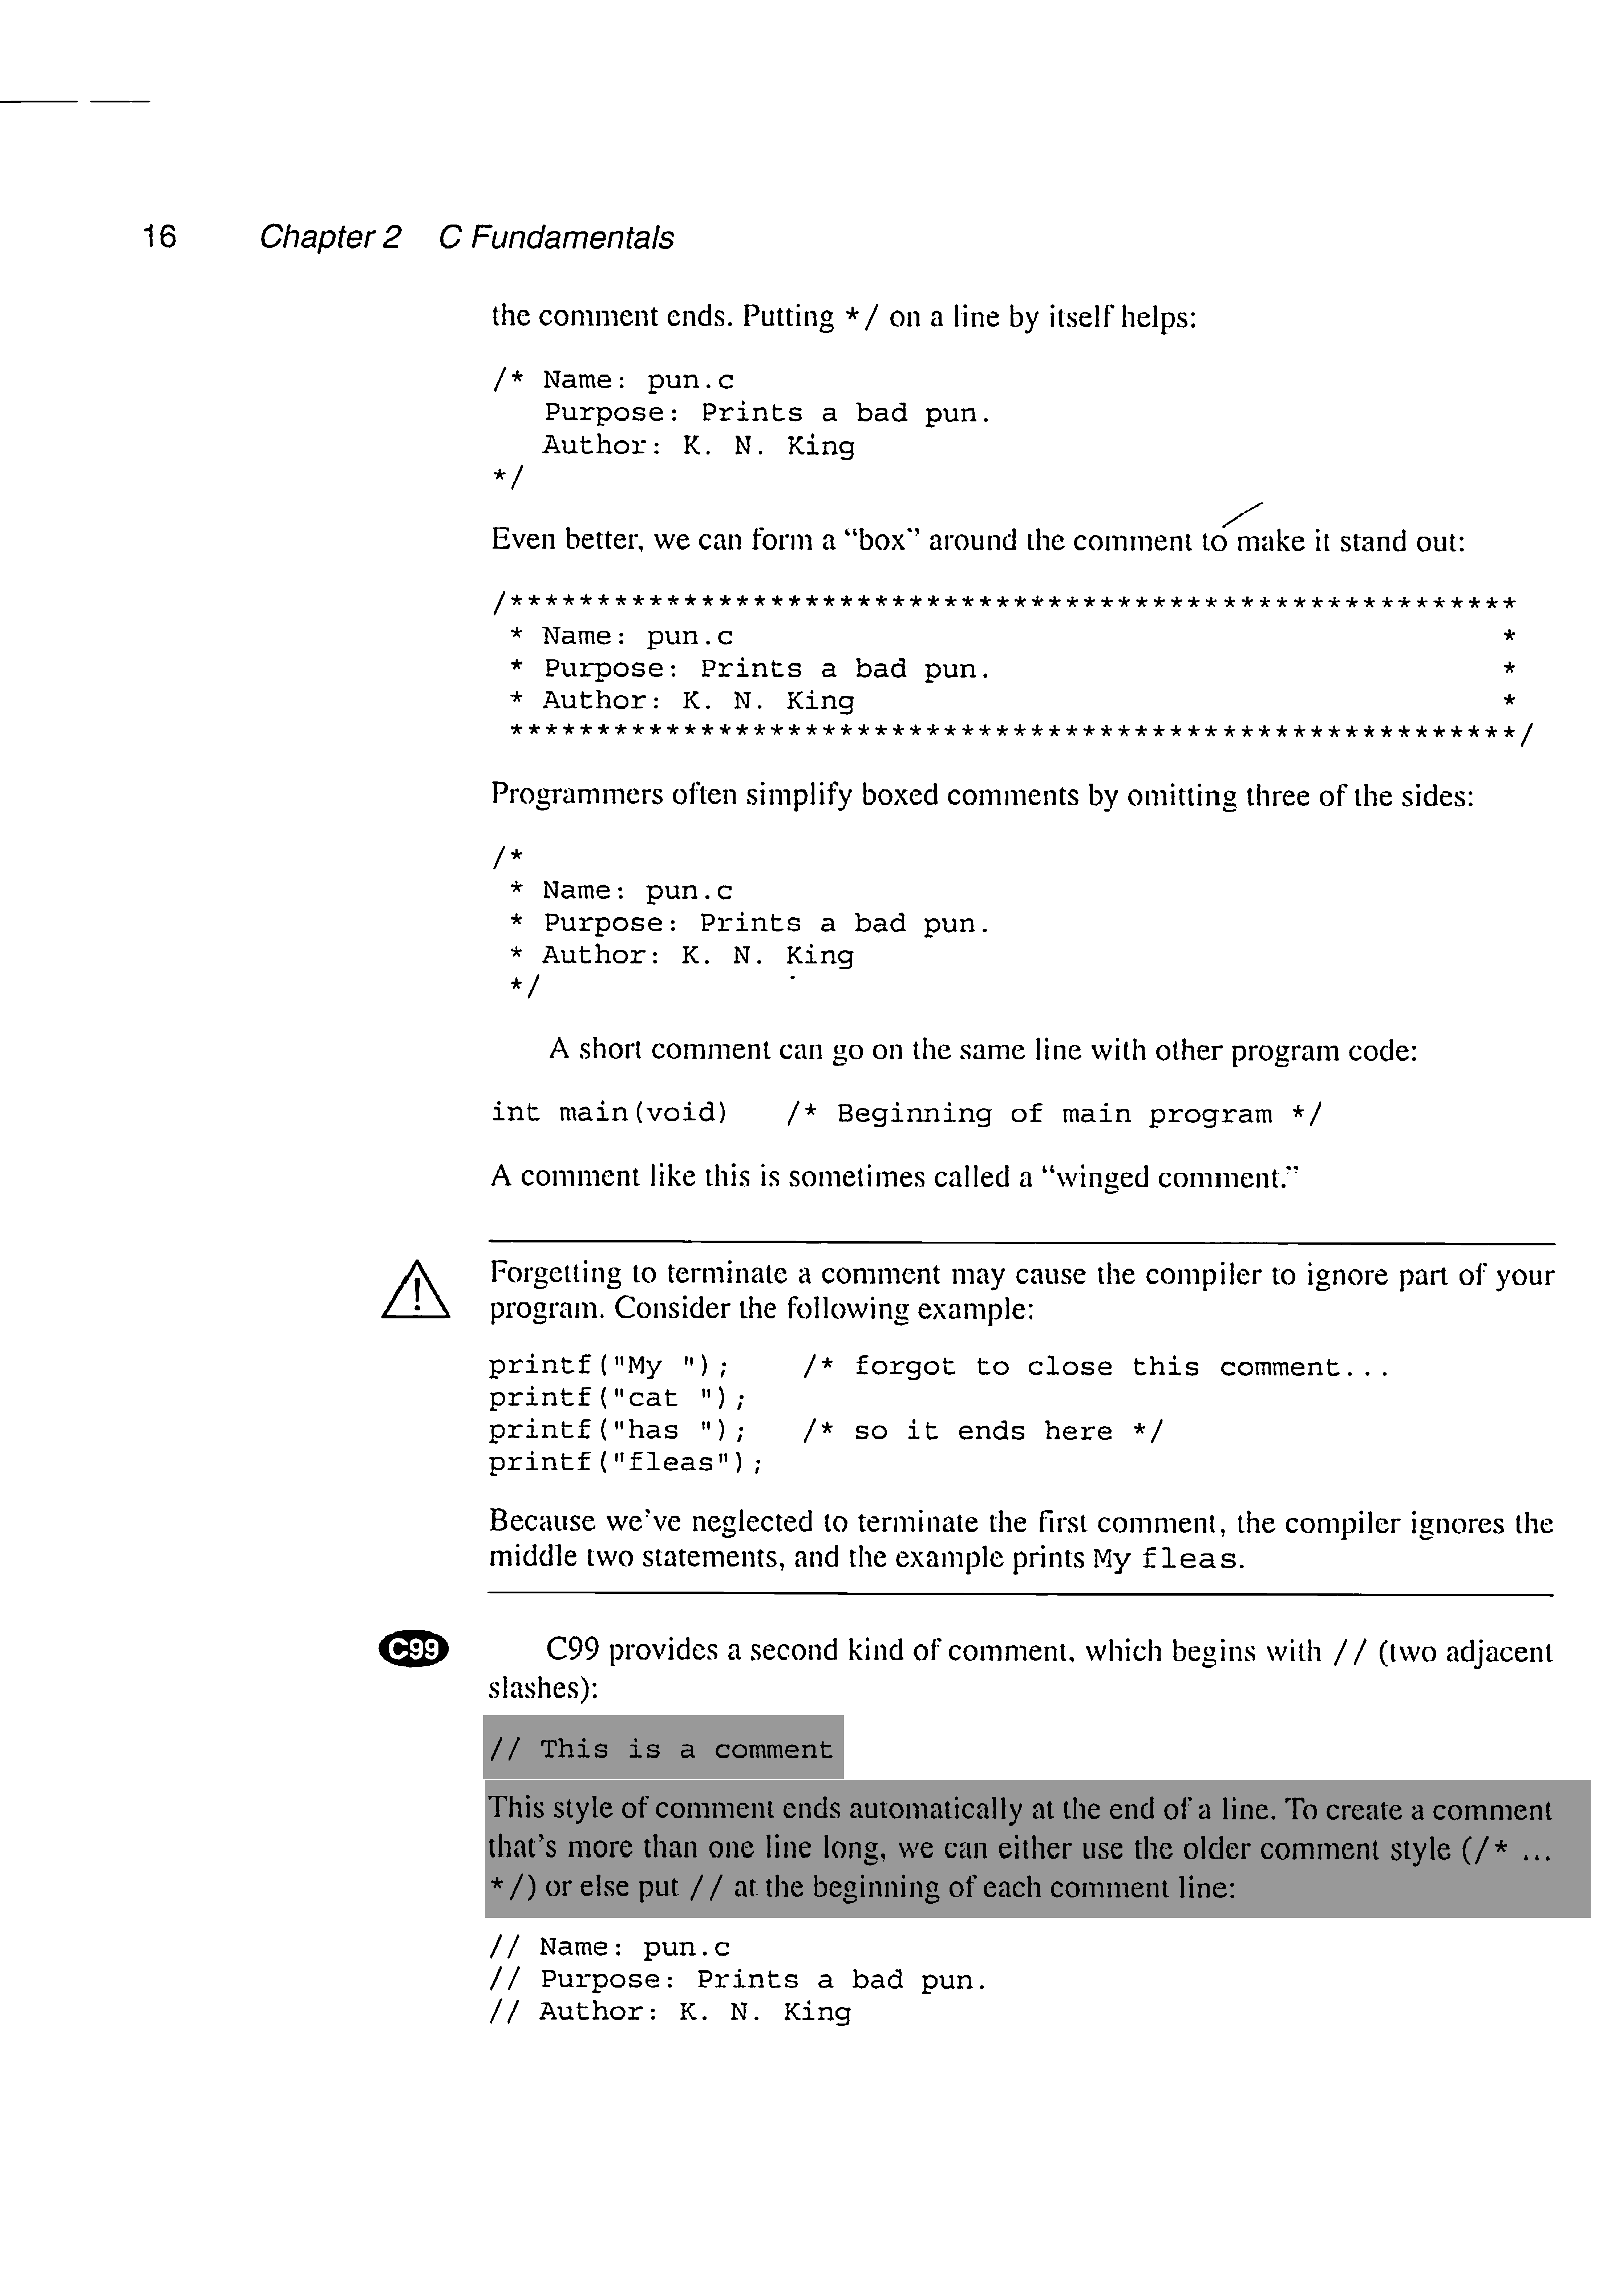 16 Chapter 2 C Fundamentals
the comment ends. Putting */ on a line by itself helps:
/* Name: pun.c
   Purpose: Prints a bad pun.
   Author: K. N. King
*/
Even better, we can form a “box” around the comment to make it stand out:
/**********************************************************
 * Name: pun.c                                             *
 * Purpose: Prints a bad pun.                              *
 * Author: K. N. King                                      *
 **********************************************************/
Programmers often simplify boxed comments by omitting three of the sides:
/*
 * Name: pun.c
 * Purpose: Prints a bad pun.
 * Author: K. N. King
 */
A short comment can go on the same line with other program code:
int main(void)   /* Beginning of main program */
A comment like this is sometimes called a “winged comment.”
Forgetting to terminate a comment may cause the compiler to ignore part of your
program. Consider the following example:
printf("My ");    /* forgot to close this comment...
printf("cat ");
printf("has ");   /* so it ends here */
printf("fleas");
Because we've neglected to terminate the first comment, the compiler ignores the
middle two statements, and the example prints My fleas.
C99 C99 provides a second kind of comment, which begins with // (two adjacent
slashes):
// This is a comment
This style of comment ends automatically at the end of a line. To create a comment
that's more than one line long, we can either use the older comment style (/* ...
*/) or else put // at the beginning of each comment line:
// Name: pun.c
// Purpose: Prints a bad pun.
// Author: K. N. King